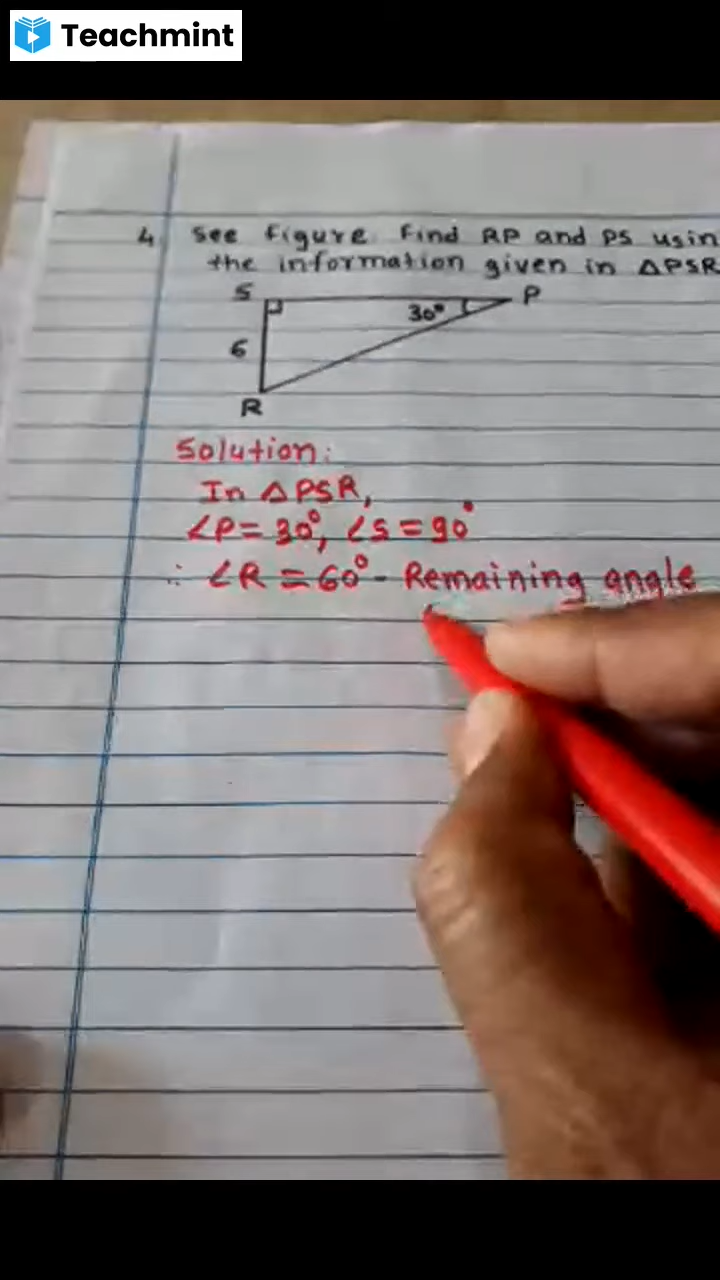 Teachmint
4. See figure. Find RP and PS usin
the information given in △PSR
S
P
30°
6
R
Solution:
In △PSR,
∠P = 30°, ∠S = 90°
∴ ∠R = 60° - Remaining angle